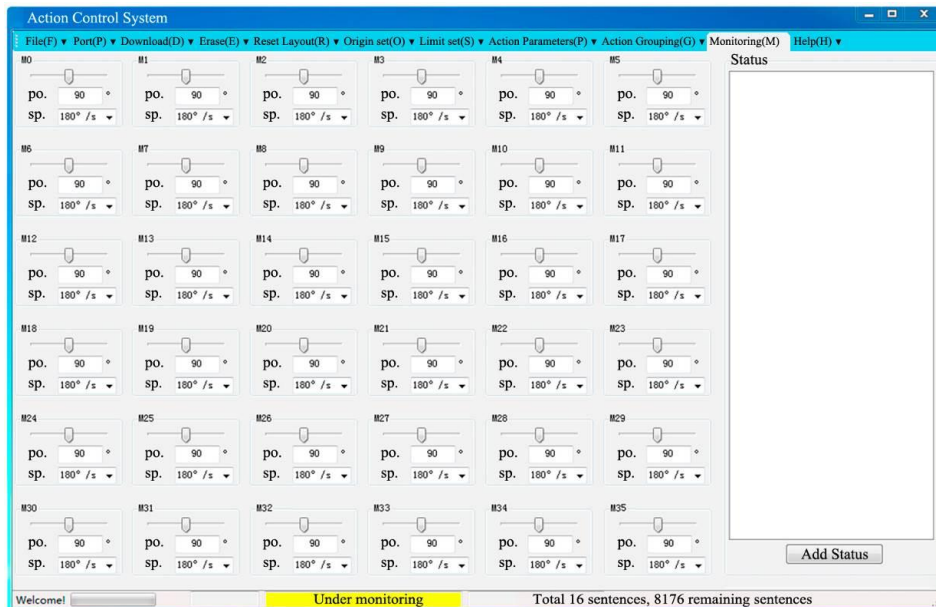 Action Control System
File(F) ▾ Port(P) ▾ Download(D) ▾ Erase(E) ▾ Reset Layout(R) ▾ Origin set(O) ▾ Limit set(S) ▾ Action Parameters(P) ▾ Action Grouping(G) ▾ Monitoring(M) Help(H) ▾
M0 M1 M2 M3 M4 M5 Status
po. 90 ° po. 90 ° po. 90 ° po. 90 ° po. 90 ° po. 90 °
sp. 180° /s sp. 180° /s sp. 180° /s sp. 180° /s sp. 180° /s sp. 180° /s
M6 M7 M8 M9 M10 M11
po. 90 ° po. 90 ° po. 90 ° po. 90 ° po. 90 ° po. 90 °
sp. 180° /s sp. 180° /s sp. 180° /s sp. 180° /s sp. 180° /s sp. 180° /s
M12 M13 M14 M15 M16 M17
po. 90 ° po. 90 ° po. 90 ° po. 90 ° po. 90 ° po. 90 °
sp. 180° /s sp. 180° /s sp. 180° /s sp. 180° /s sp. 180° /s sp. 180° /s
M18 M19 M20 M21 M22 M23
po. 90 ° po. 90 ° po. 90 ° po. 90 ° po. 90 ° po. 90 °
sp. 180° /s sp. 180° /s sp. 180° /s sp. 180° /s sp. 180° /s sp. 180° /s
M24 M25 M26 M27 M28 M29
po. 90 ° po. 90 ° po. 90 ° po. 90 ° po. 90 ° po. 90 °
sp. 180° /s sp. 180° /s sp. 180° /s sp. 180° /s sp. 180° /s sp. 180° /s
M30 M31 M32 M33 M34 M35
po. 90 ° po. 90 ° po. 90 ° po. 90 ° po. 90 ° po. 90 °
sp. 180° /s sp. 180° /s sp. 180° /s sp. 180° /s sp. 180° /s sp. 180° /s
Add Status
Welcome! Under monitoring Total 16 sentences, 8176 remaining sentences